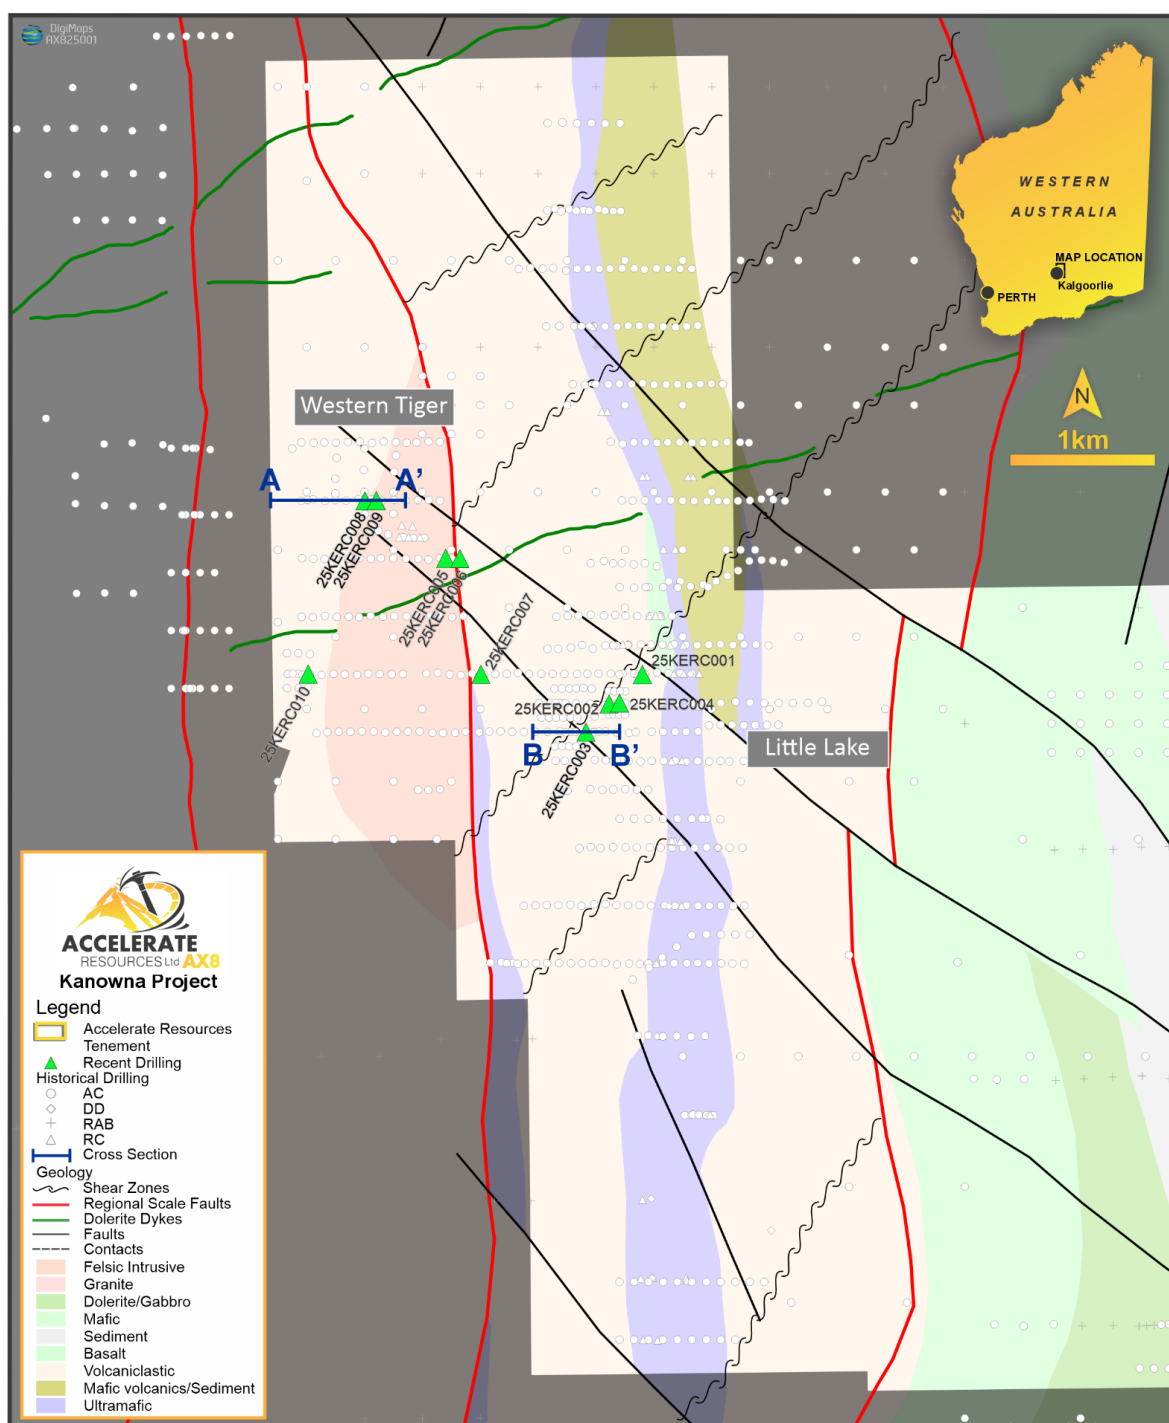 DigiMaps
AX825001
WESTERN
AUSTRALIA
MAP LOCATION
Kalgoorlie
PERTH
N
1km
Western Tiger
A
A'
25KERC008
25KERC009
25KERC005
25KERC006
25KERC007
25KERC010
25KERC001
25KERC002
25KERC004
B
B'
25KERC003
Little Lake
ACCELERATE
RESOURCES Ltd AX8
Kanowna Project
Legend
Accelerate Resources
Tenement
Recent Drilling
Historical Drilling
AC
DD
RAB
RC
Cross Section
Geology
Shear Zones
Regional Scale Faults
Dolerite Dykes
Faults
Contacts
Felsic Intrusive
Granite
Dolerite/Gabbro
Mafic
Sediment
Basalt
Volcaniclastic
Mafic volcanics/Sediment
Ultramafic